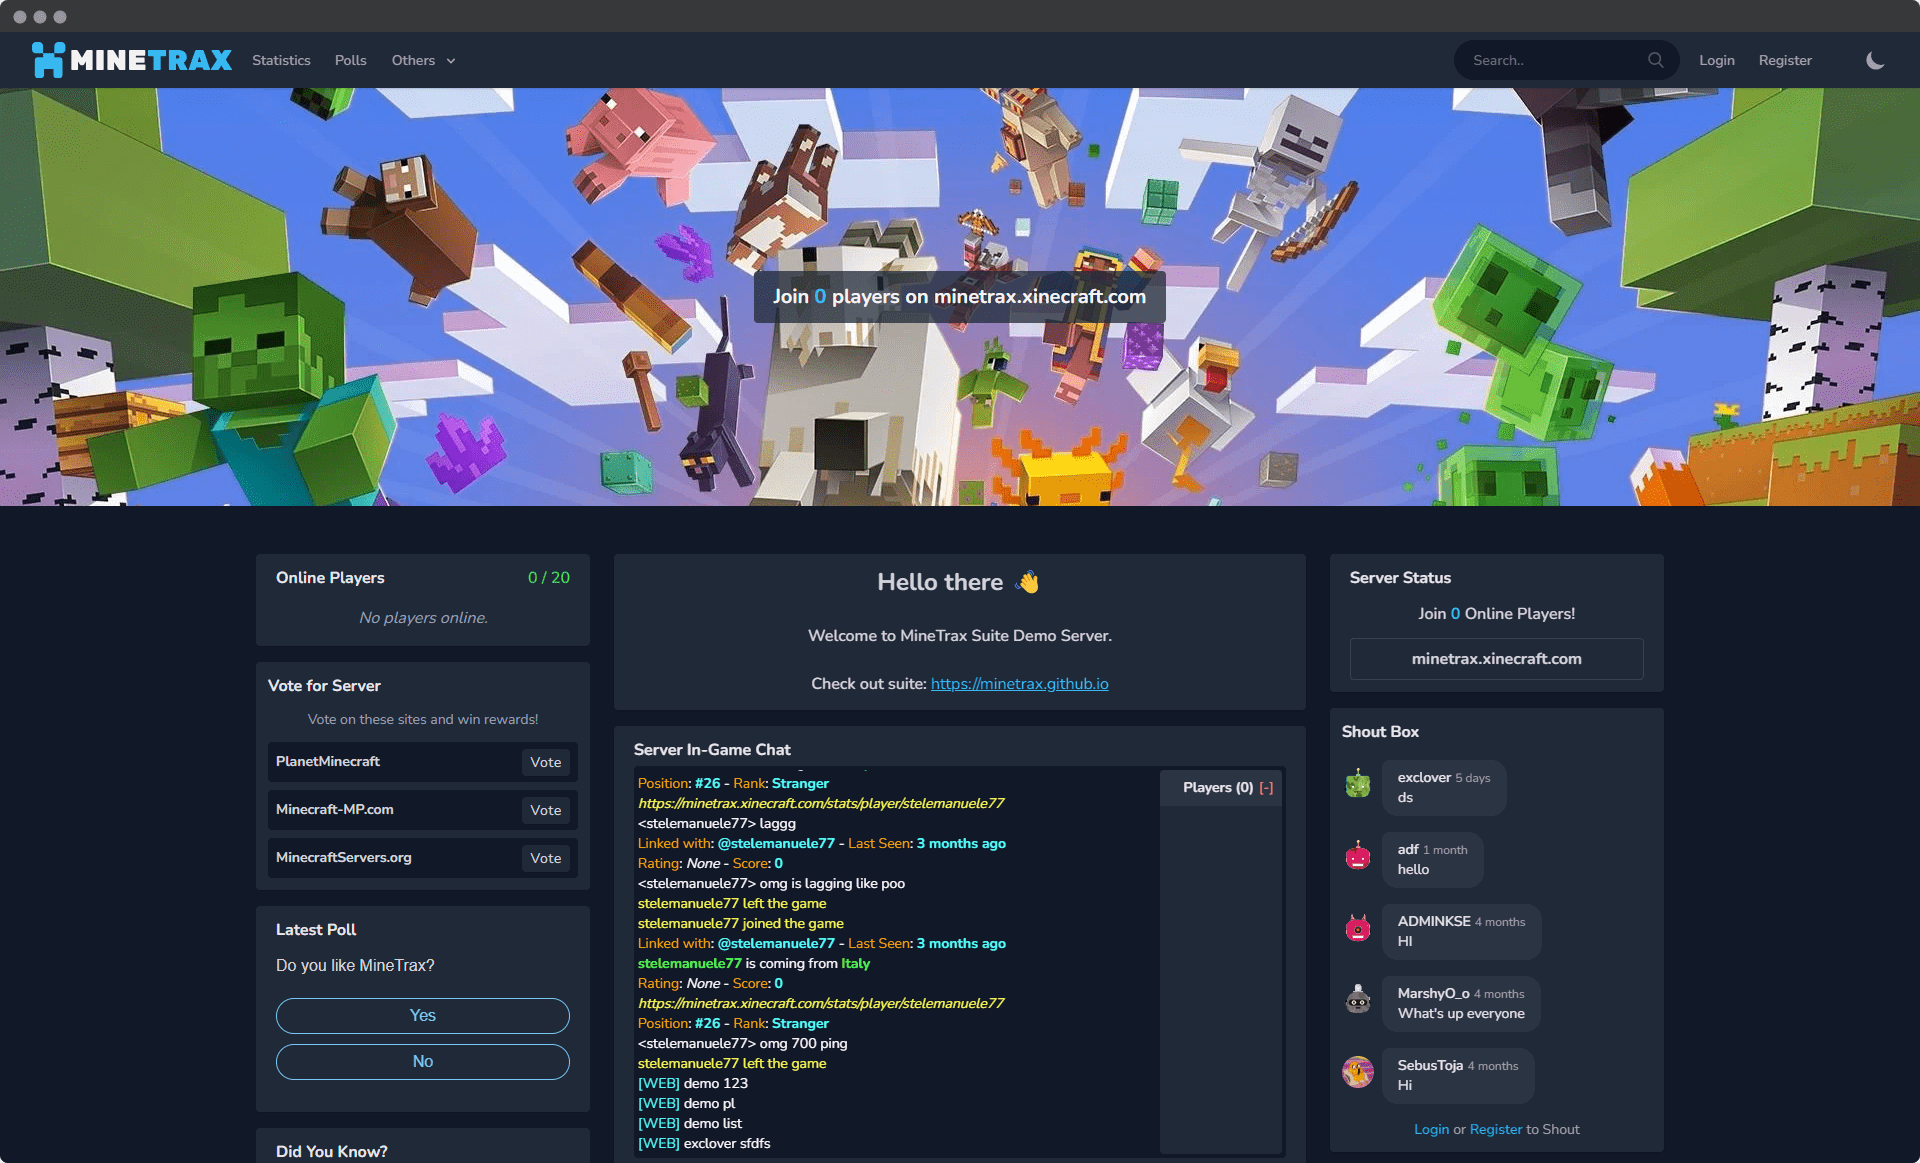 MINETRAX Statistics Polls Others Search.. Login Register
Join 0 players on minetrax.xinecraft.com
Online Players 0 / 20
No players online.
Vote for Server
Vote on these sites and win rewards!
PlanetMinecraft Vote
Minecraft-MP.com Vote
MinecraftServers.org Vote
Latest Poll
Do you like MineTrax?
Yes
No
Did You Know?
Hello there 👋
Welcome to MineTrax Suite Demo Server.
Check out suite: https://minetrax.github.io
Server In-Game Chat
Position: #26 - Rank: Stranger
https://minetrax.xinecraft.com/stats/player/stelemanuele77
<stelemanuele77> laggg
Linked with: @stelemanuele77 - Last Seen: 3 months ago
Rating: None - Score: 0
<stelemanuele77> omg is lagging like poo
stelemanuele77 left the game
stelemanuele77 joined the game
Linked with: @stelemanuele77 - Last Seen: 3 months ago
stelemanuele77 is coming from Italy
Rating: None - Score: 0
https://minetrax.xinecraft.com/stats/player/stelemanuele77
Position: #26 - Rank: Stranger
<stelemanuele77> omg 700 ping
stelemanuele77 left the game
[WEB] demo 123
[WEB] demo pl
[WEB] demo list
[WEB] exclover sfdfs
Players (0) [-]
Server Status
Join 0 Online Players!
minetrax.xinecraft.com
Shout Box
exclover 5 days
ds
adf 1 month
hello
ADMINKSE 4 months
HI
MarshyO_o 4 months
What's up everyone
SebusToja 4 months
Hi
Login or Register to Shout